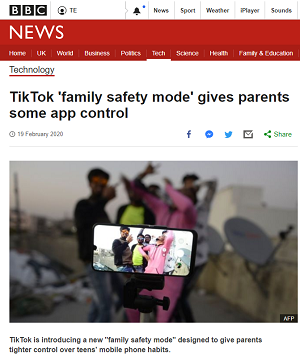 BBC TE News Sport Weather iPlayer Sounds
NEWS
Home UK World Business Politics Tech Science Health Family & Education
Technology
TikTok 'family safety mode' gives parents
some app control
19 February 2020
Share
AFP
TikTok is introducing a new "family safety mode" designed to give parents
tighter control over teens' mobile phone habits.